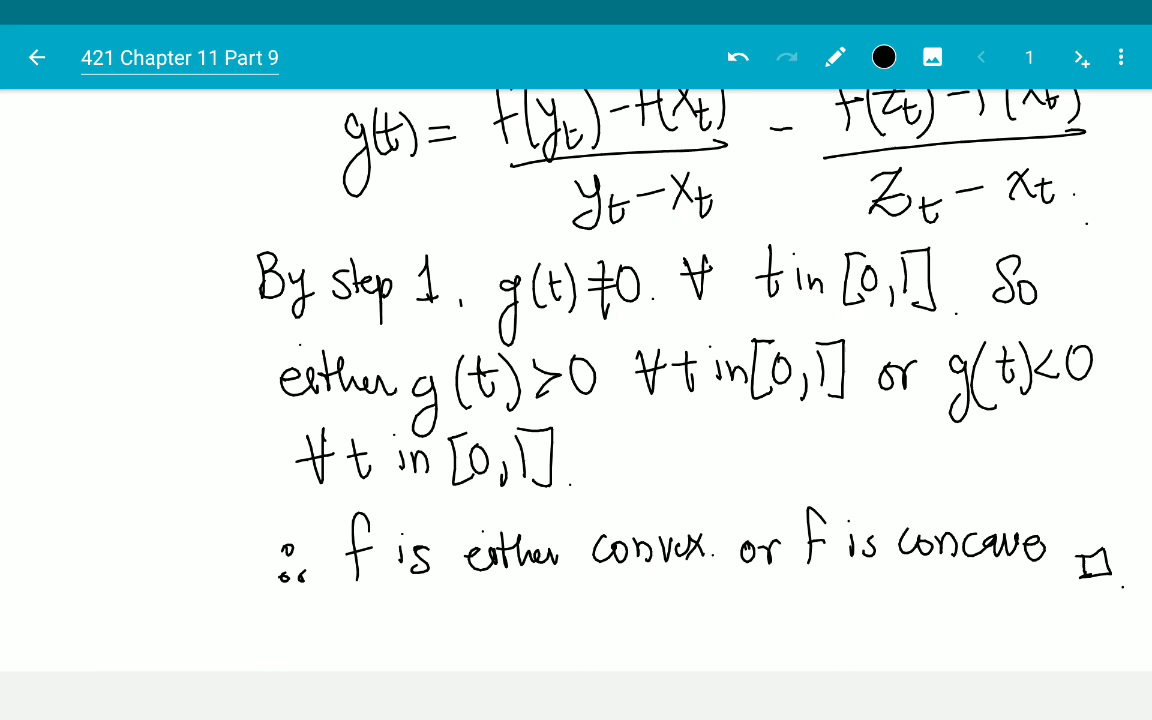 421 Chapter 11 Part 9
1
g(t) = f(y_t) - f(x_t) / y_t - x_t - f(z_t) - f(x_t) / z_t - x_t .
By step 1, g(t) ≠ 0. ∀ t in [0,1]. So
either g(t) > 0 ∀ t in [0,1] or g(t) < 0
∀ t in [0,1].
∴ f is either convex. or f is concave □.